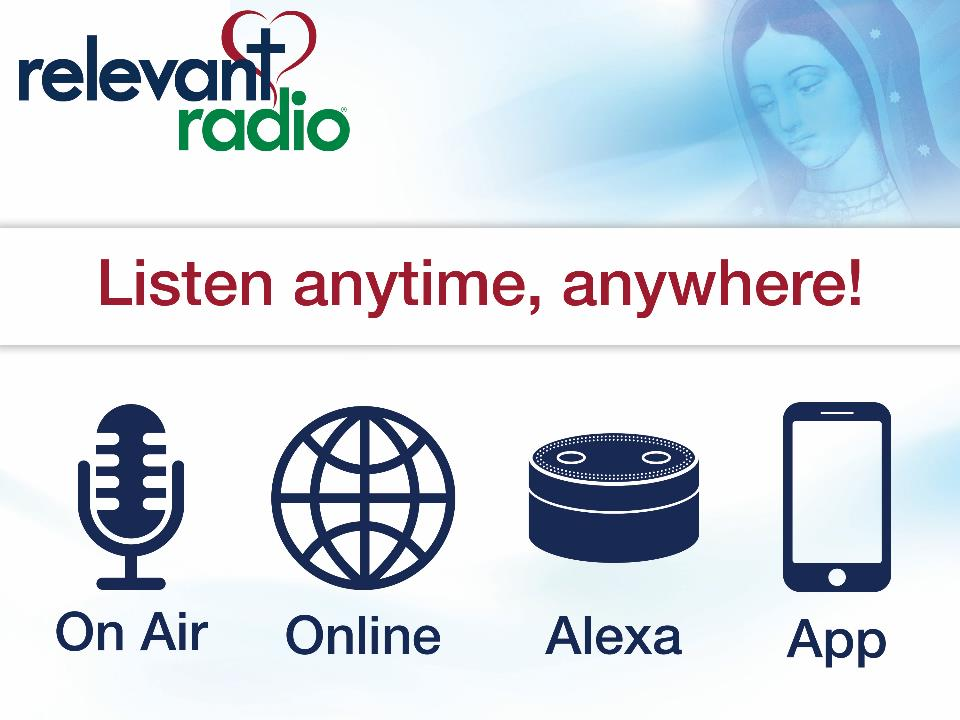 relevant
radio®
Listen anytime, anywhere!
On Air
Online
Alexa
App